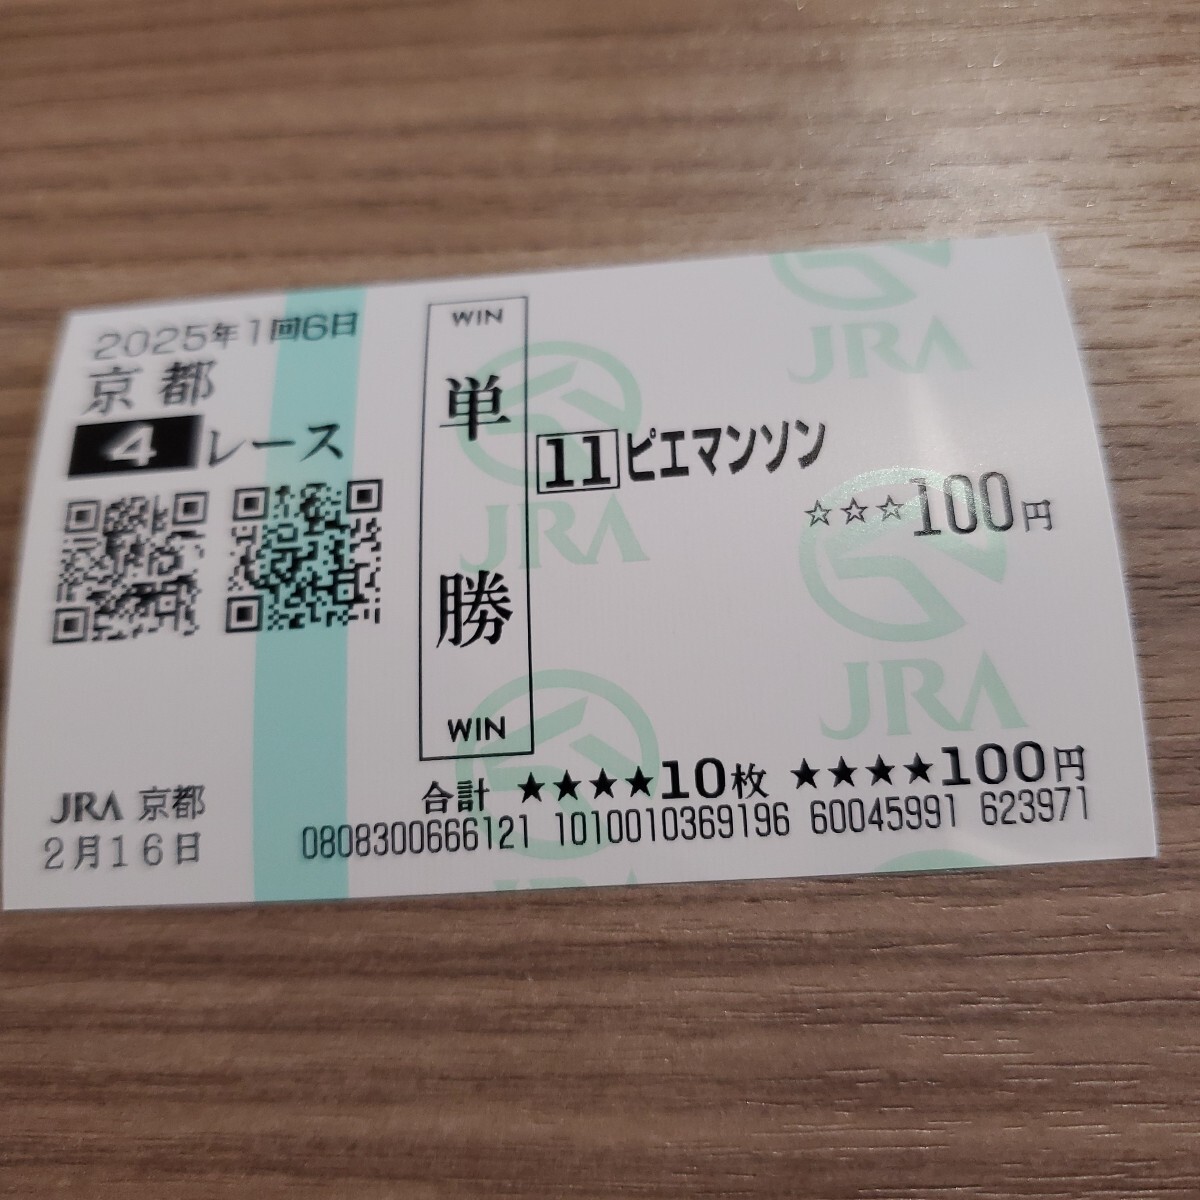 2025年1回6日
京都
4レース
WIN
単勝
WIN
11ピエマンソン
☆☆☆100円
合計 ★★★★10枚 ★★★★100円
JRA 京都
2月16日
0808300666121 1010010369196 60045991 623971
JRA
JRA
JRA